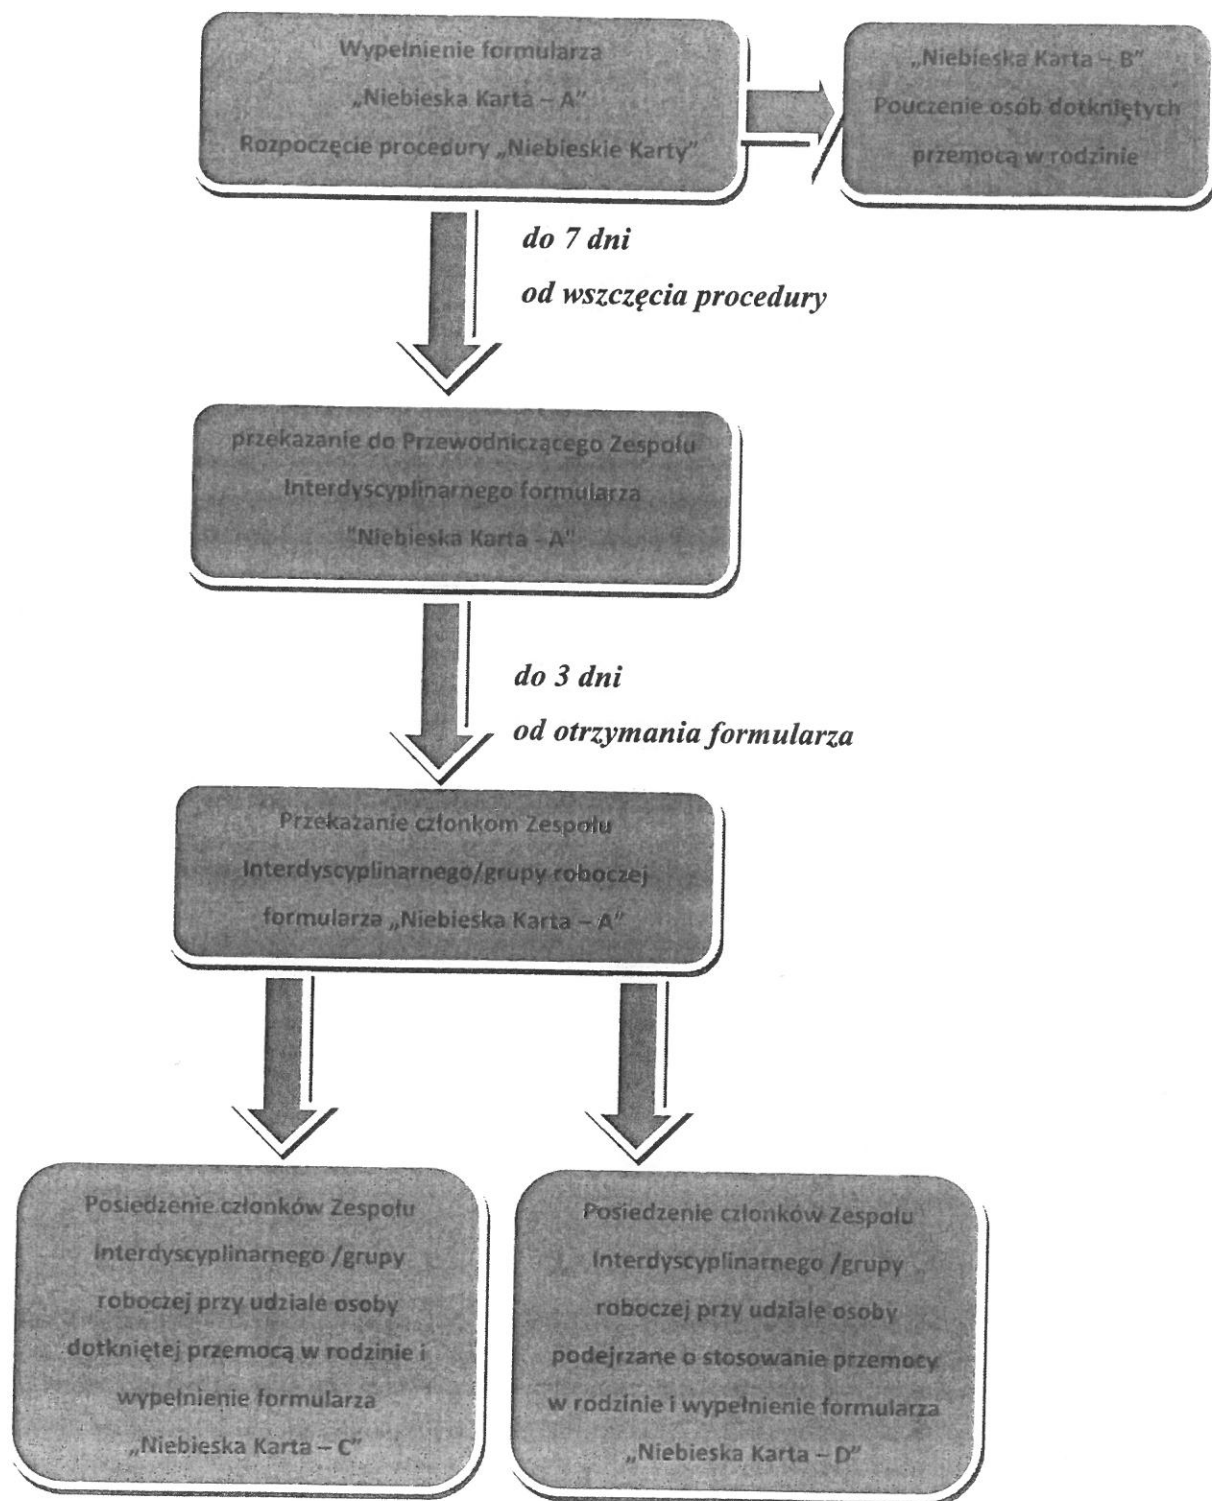 Wypełnienie formularza
„Niebieska Karta – A”
Rozpoczęcie procedury „Niebieskie Karty”
„Niebieska Karta – B”
Pouczenie osób dotkniętych
przemocą w rodzinie
do 7 dni
od wszczęcia procedury
przekazanie do Przewodniczącego Zespołu
Interdyscyplinarnego formularza
"Niebieska Karta - A"
do 3 dni
od otrzymania formularza
Przekazanie członkom Zespołu
Interdyscyplinarnego/grupy roboczej
formularza „Niebieska Karta – A”
Posiedzenie członków Zespołu
Interdyscyplinarnego /grupy
roboczej przy udziale osoby
dotkniętej przemocą w rodzinie i
wypełnienie formularza
„Niebieska Karta – C”
Posiedzenie członków Zespołu
Interdyscyplinarnego /grupy
roboczej przy udziale osoby
podejrzane o stosowanie przemocy
w rodzinie i wypełnienie formularza
„Niebieska Karta – D”